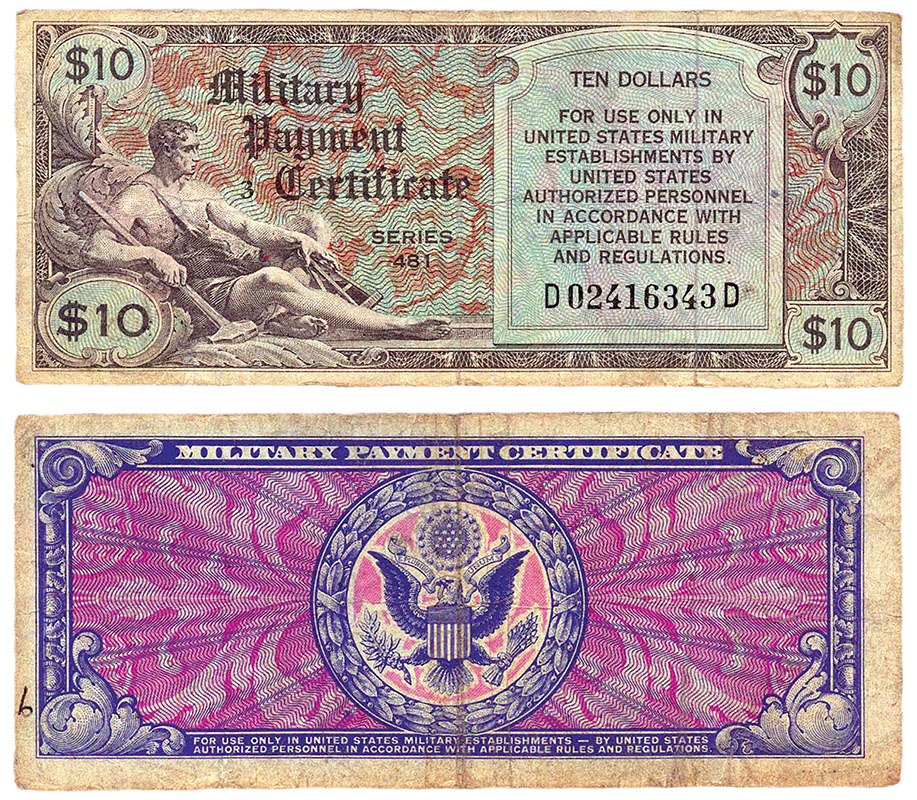 $10
Military
Payment
3 Certificate
SERIES
481
TEN DOLLARS
FOR USE ONLY IN
UNITED STATES MILITARY
ESTABLISHMENTS BY
UNITED STATES
AUTHORIZED PERSONNEL
IN ACCORDANCE WITH
APPLICABLE RULES
AND REGULATIONS.
D02416343D
$10
$10
$10
MILITARY PAYMENT CERTIFICATE
FOR USE ONLY IN UNITED STATES MILITARY ESTABLISHMENTS — BY UNITED STATES
AUTHORIZED PERSONNEL IN ACCORDANCE WITH APPLICABLE RULES AND REGULATIONS.